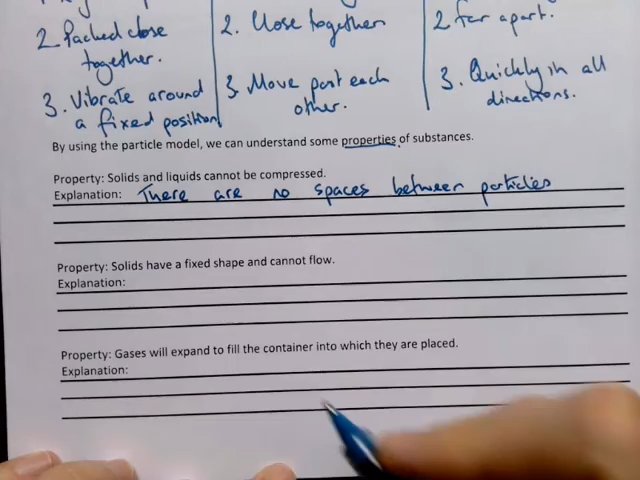 2. Packed close together.
3. Vibrate around a fixed position
2. Close together
3. Move past each other.
2 Far apart.
3. Quickly in all directions.
By using the particle model, we can understand some properties of substances.
Property: Solids and liquids cannot be compressed.
Explanation: There are no spaces between particles
Property: Solids have a fixed shape and cannot flow.
Explanation:
Property: Gases will expand to fill the container into which they are placed.
Explanation: